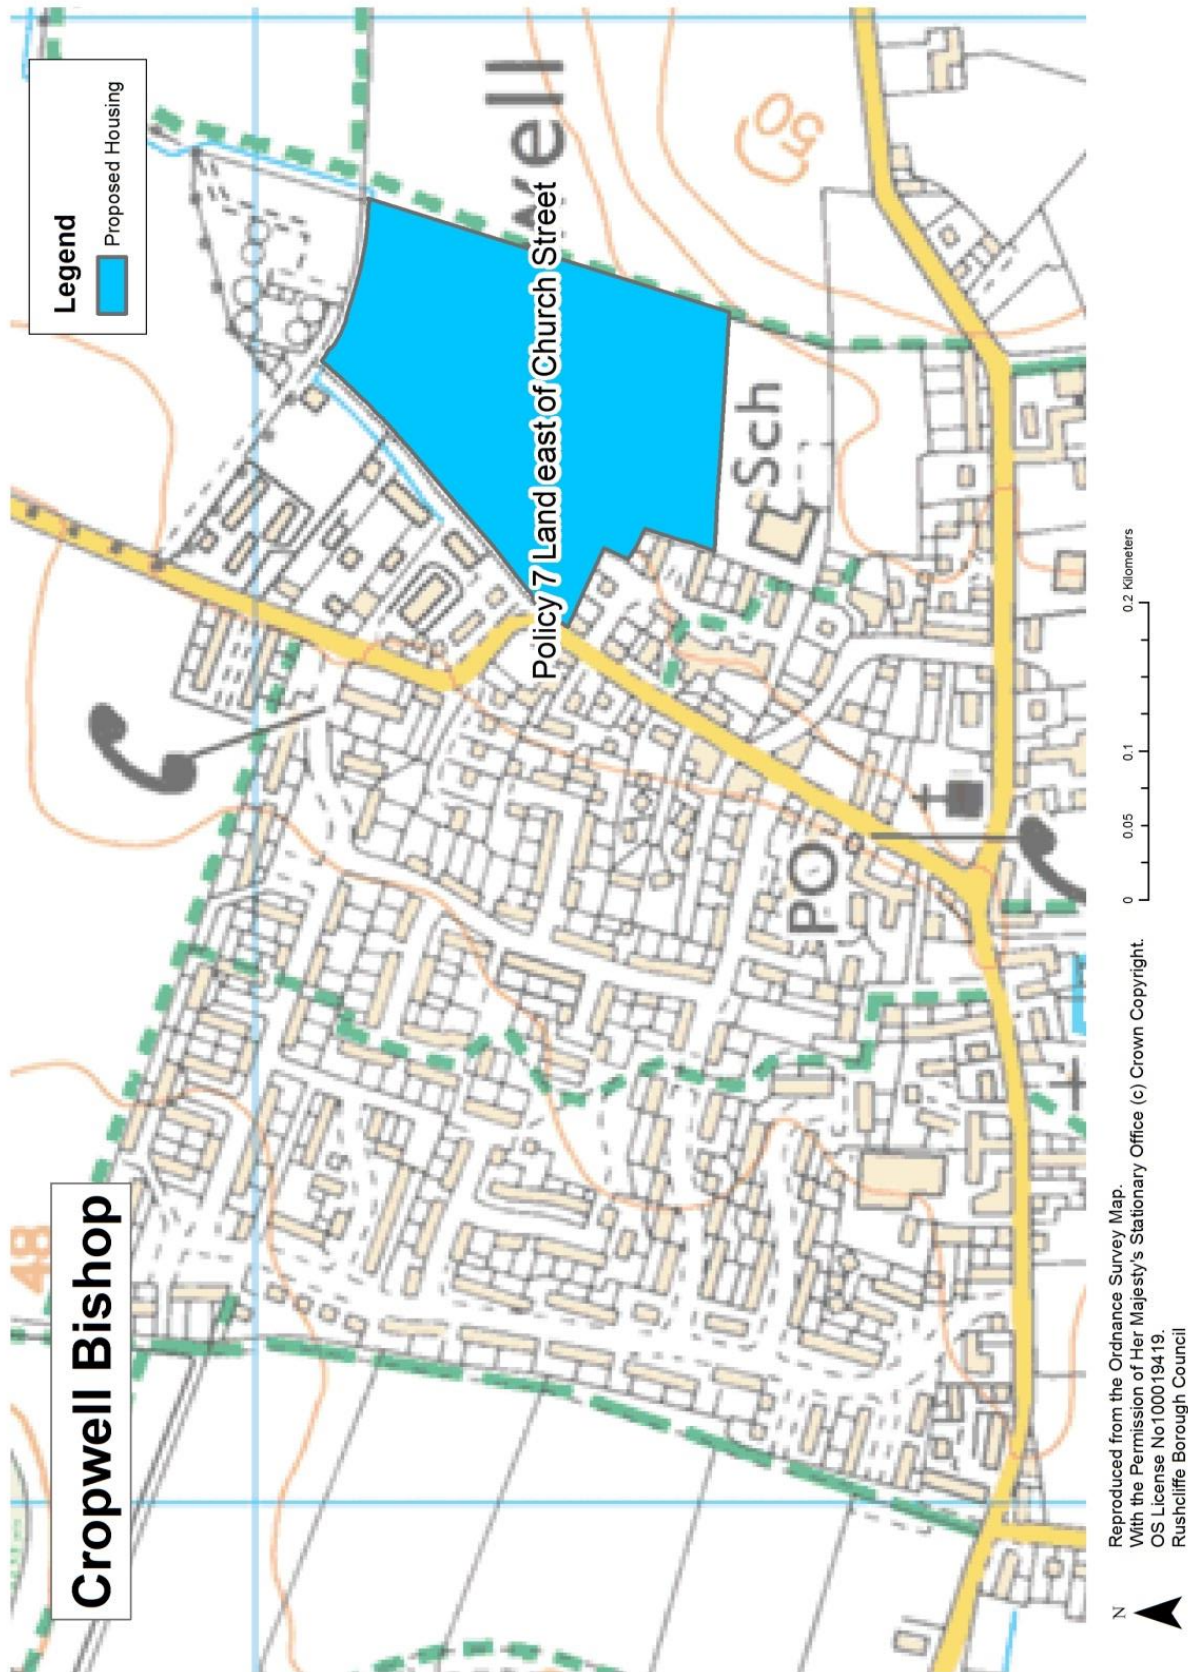 Cropwell Bishop
Legend
Proposed Housing
48
50
ell
Policy 7 Land east of Church Street
Sch
PO
N
Reproduced from the Ordnance Survey Map.
With the Permission of Her Majesty's Stationary Office (c) Crown Copyright.
OS License No100019419.
Rushcliffe Borough Council
0 0.05 0.1 0.2 Kilometers